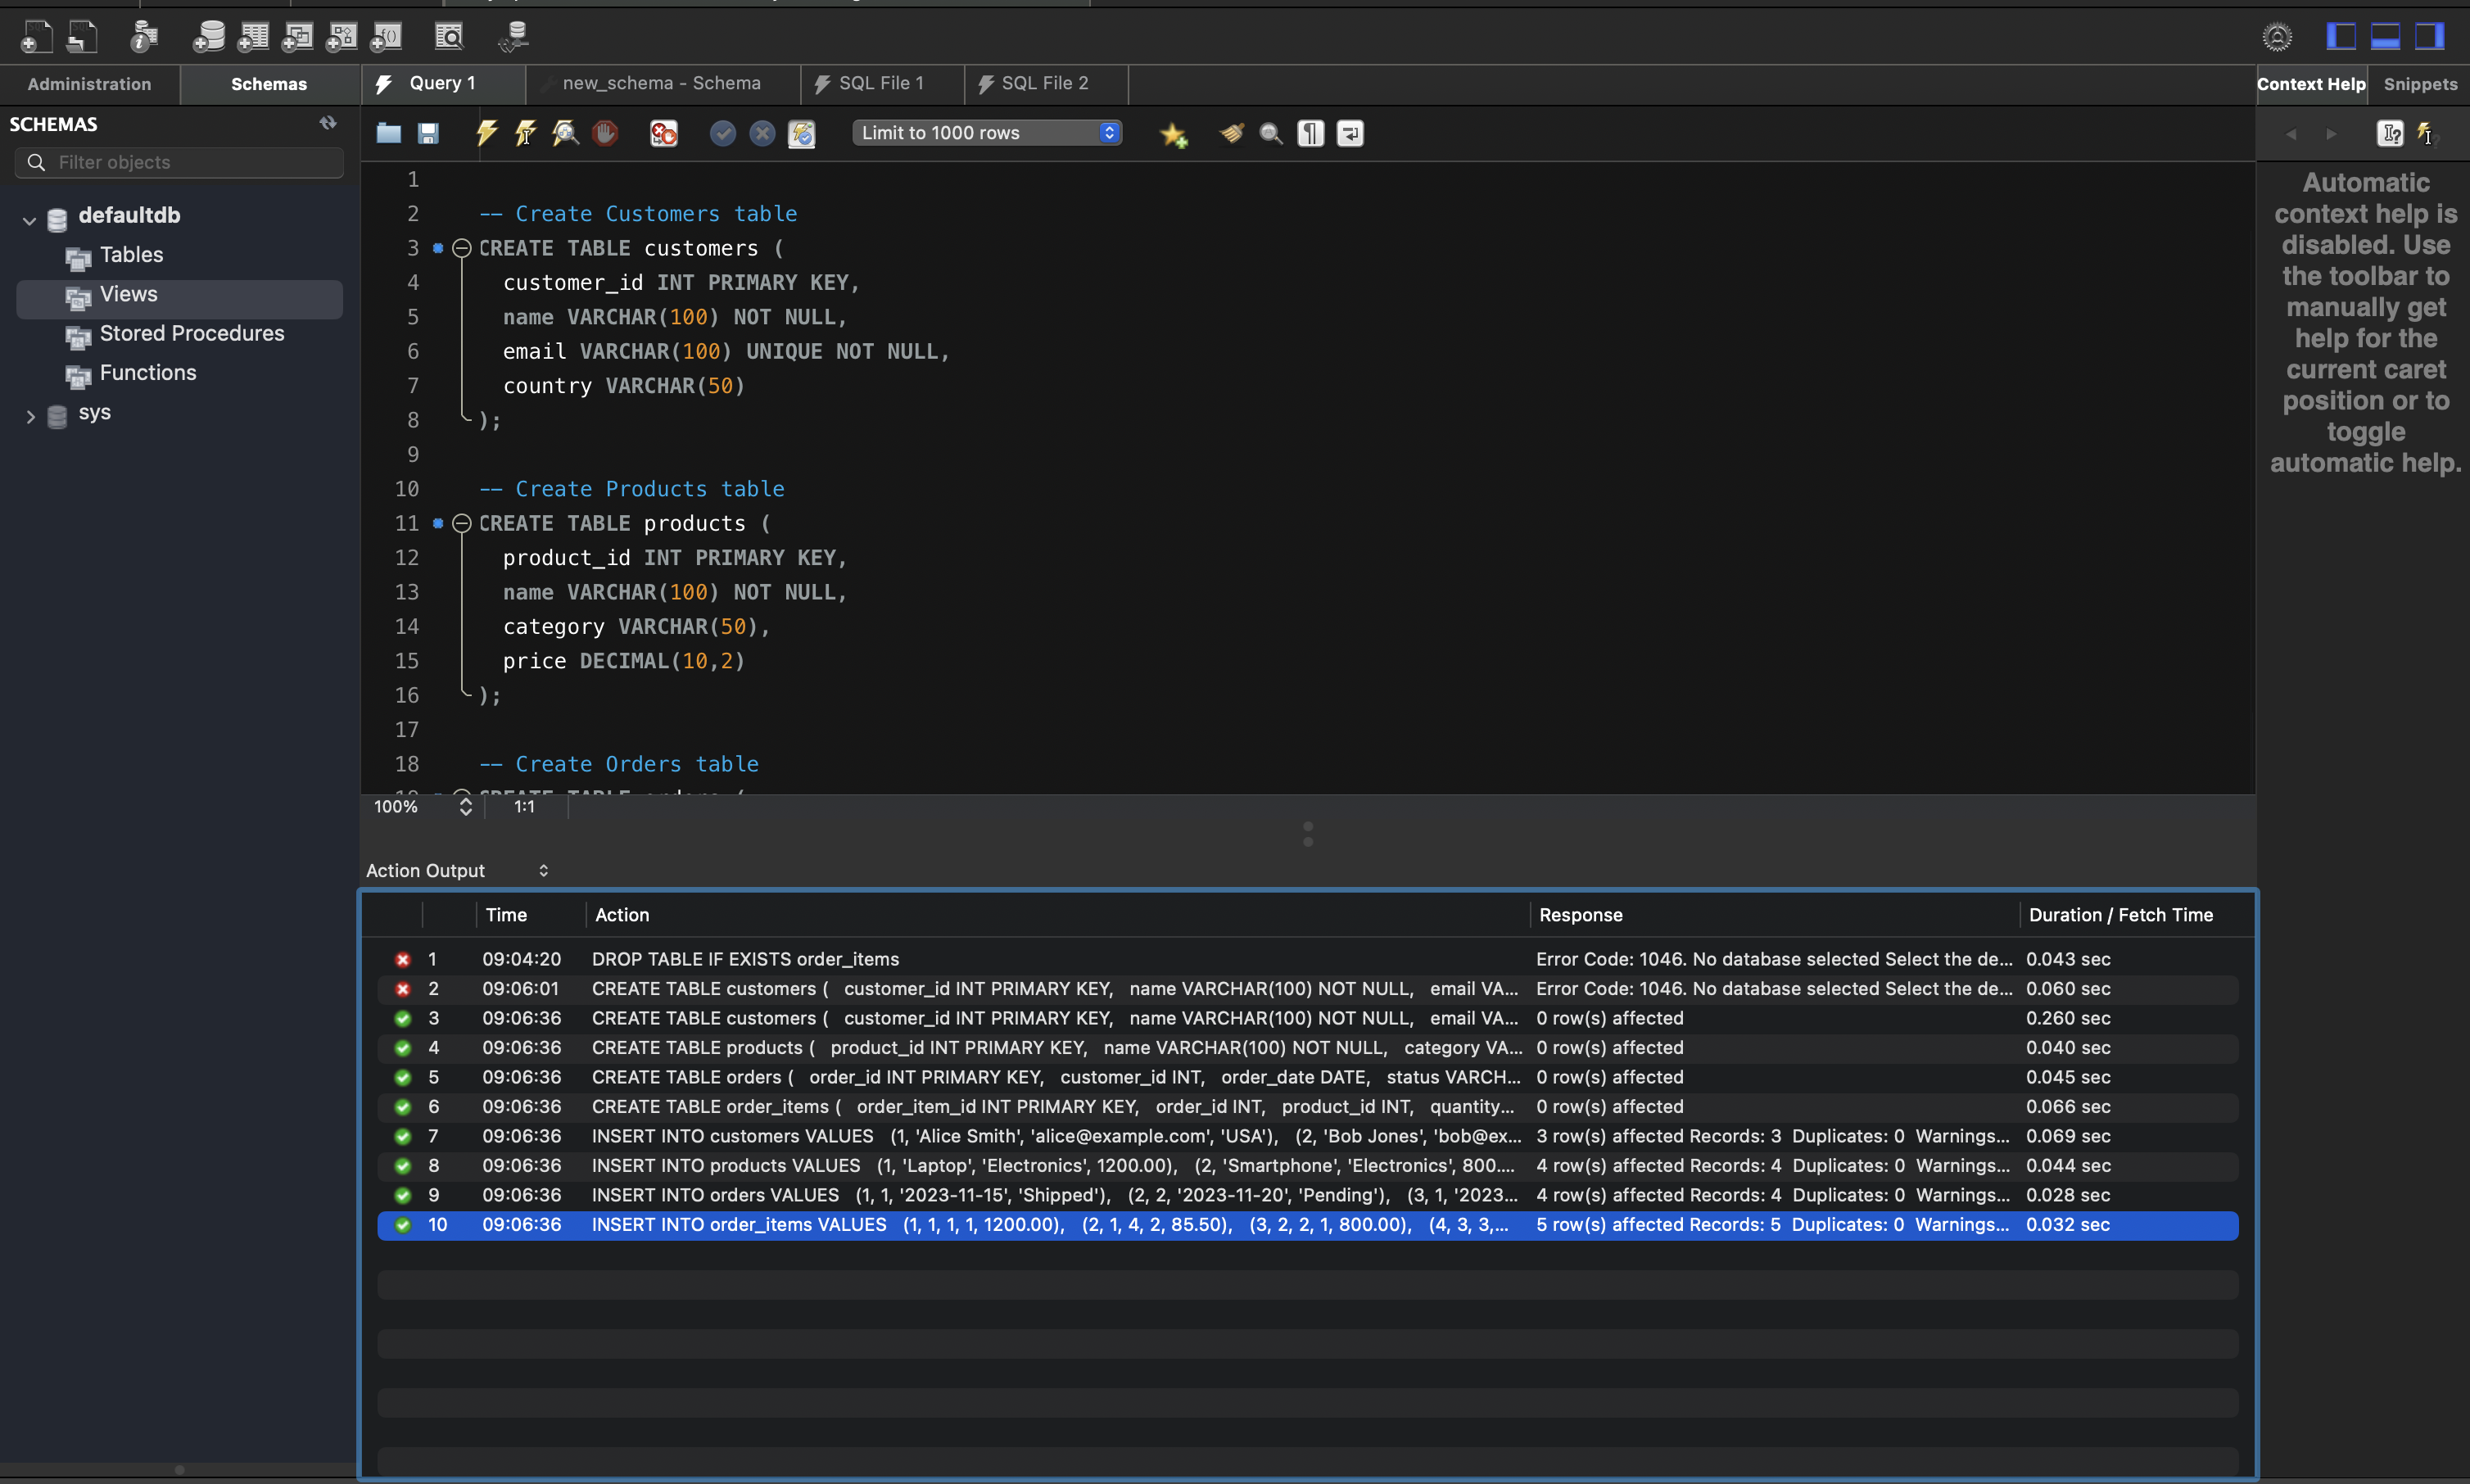 Administration
Schemas
Query 1
new_schema - Schema
SQL File 1
SQL File 2
Context Help
Snippets
SCHEMAS
Filter objects
defaultdb
Tables
Views
Stored Procedures
Functions
sys
Limit to 1000 rows
1
2 -- Create Customers table
3 CREATE TABLE customers (
4 customer_id INT PRIMARY KEY,
5 name VARCHAR(100) NOT NULL,
6 email VARCHAR(100) UNIQUE NOT NULL,
7 country VARCHAR(50)
8 );
9
10 -- Create Products table
11 CREATE TABLE products (
12 product_id INT PRIMARY KEY,
13 name VARCHAR(100) NOT NULL,
14 category VARCHAR(50),
15 price DECIMAL(10,2)
16 );
17
18 -- Create Orders table
Automatic
context help is
disabled. Use
the toolbar to
manually get
help for the
current caret
position or to
toggle
automatic help.
100% 1:1
Action Output
Time Action Response Duration / Fetch Time
1 09:04:20 DROP TABLE IF EXISTS order_items Error Code: 1046. No database selected Select the de... 0.043 sec
2 09:06:01 CREATE TABLE customers ( customer_id INT PRIMARY KEY, name VARCHAR(100) NOT NULL, email VA... Error Code: 1046. No database selected Select the de... 0.060 sec
3 09:06:36 CREATE TABLE customers ( customer_id INT PRIMARY KEY, name VARCHAR(100) NOT NULL, email VA... 0 row(s) affected 0.260 sec
4 09:06:36 CREATE TABLE products ( product_id INT PRIMARY KEY, name VARCHAR(100) NOT NULL, category VA... 0 row(s) affected 0.040 sec
5 09:06:36 CREATE TABLE orders ( order_id INT PRIMARY KEY, customer_id INT, order_date DATE, status VARCH... 0 row(s) affected 0.045 sec
6 09:06:36 CREATE TABLE order_items ( order_item_id INT PRIMARY KEY, order_id INT, product_id INT, quantity... 0 row(s) affected 0.066 sec
7 09:06:36 INSERT INTO customers VALUES (1, 'Alice Smith', 'alice@example.com', 'USA'), (2, 'Bob Jones', 'bob@ex... 3 row(s) affected Records: 3 Duplicates: 0 Warnings... 0.069 sec
8 09:06:36 INSERT INTO products VALUES (1, 'Laptop', 'Electronics', 1200.00), (2, 'Smartphone', 'Electronics', 800.... 4 row(s) affected Records: 4 Duplicates: 0 Warnings... 0.044 sec
9 09:06:36 INSERT INTO orders VALUES (1, 1, '2023-11-15', 'Shipped'), (2, 2, '2023-11-20', 'Pending'), (3, 1, '2023... 4 row(s) affected Records: 4 Duplicates: 0 Warnings... 0.028 sec
10 09:06:36 INSERT INTO order_items VALUES (1, 1, 1, 1, 1200.00), (2, 1, 4, 2, 85.50), (3, 2, 2, 1, 800.00), (4, 3, 3,... 5 row(s) affected Records: 5 Duplicates: 0 Warnings... 0.032 sec